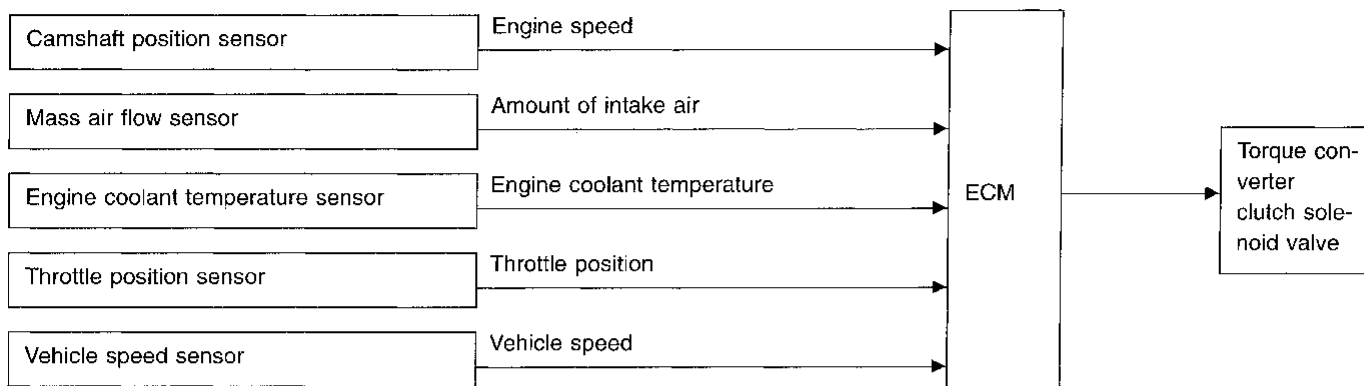 Camshaft position sensor
Engine speed
Mass air flow sensor
Amount of intake air
Engine coolant temperature sensor
Engine coolant temperature
Throttle position sensor
Throttle position
Vehicle speed sensor
Vehicle speed
ECM
Torque con-
verter
clutch sole-
noid valve